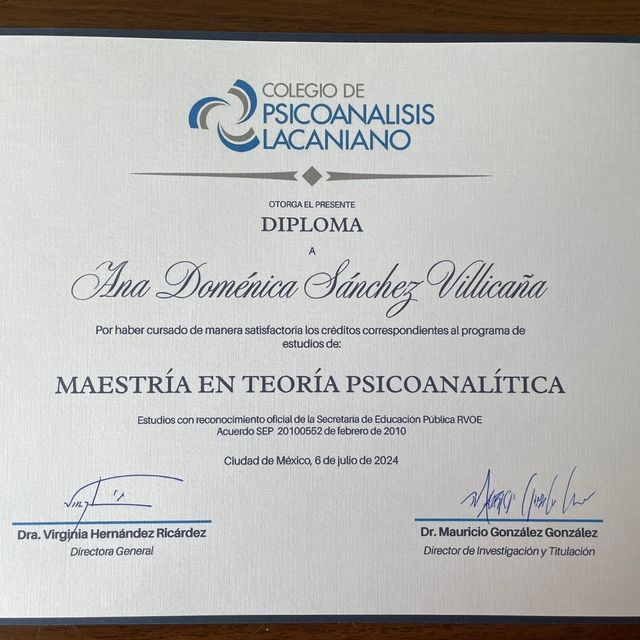 COLEGIO DE
PSICOANALISIS
LACANIANO
OTORGA EL PRESENTE
DIPLOMA
A
Ana Doménica Sánchez Villicaña
Por haber cursado de manera satisfactoria los créditos correspondientes al programa de
estudios de:
MAESTRÍA EN TEORÍA PSICOANALÍTICA
Estudios con reconocimiento oficial de la Secretaría de Educación Pública RVOE
Acuerdo SEP 20100552 de febrero de 2010
Ciudad de México, 6 de julio de 2024
Dra. Virginia Hernández Ricárdez
Directora General
Dr. Mauricio González González
Director de Investigación y Titulación